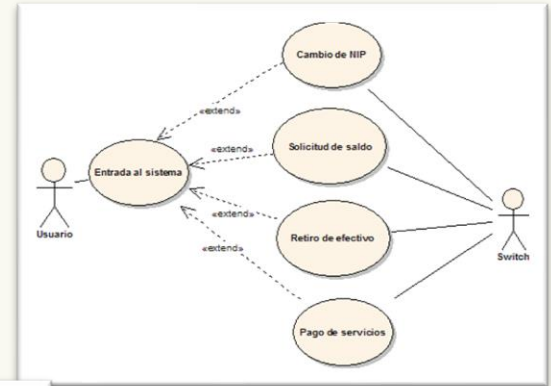 Cambio de NIP
«extend»
«extend»
Solicitud de saldo
Entrada al sistema
Usuario
«extend»
Retiro de efectivo
«extend»
Switch
Pago de servicios